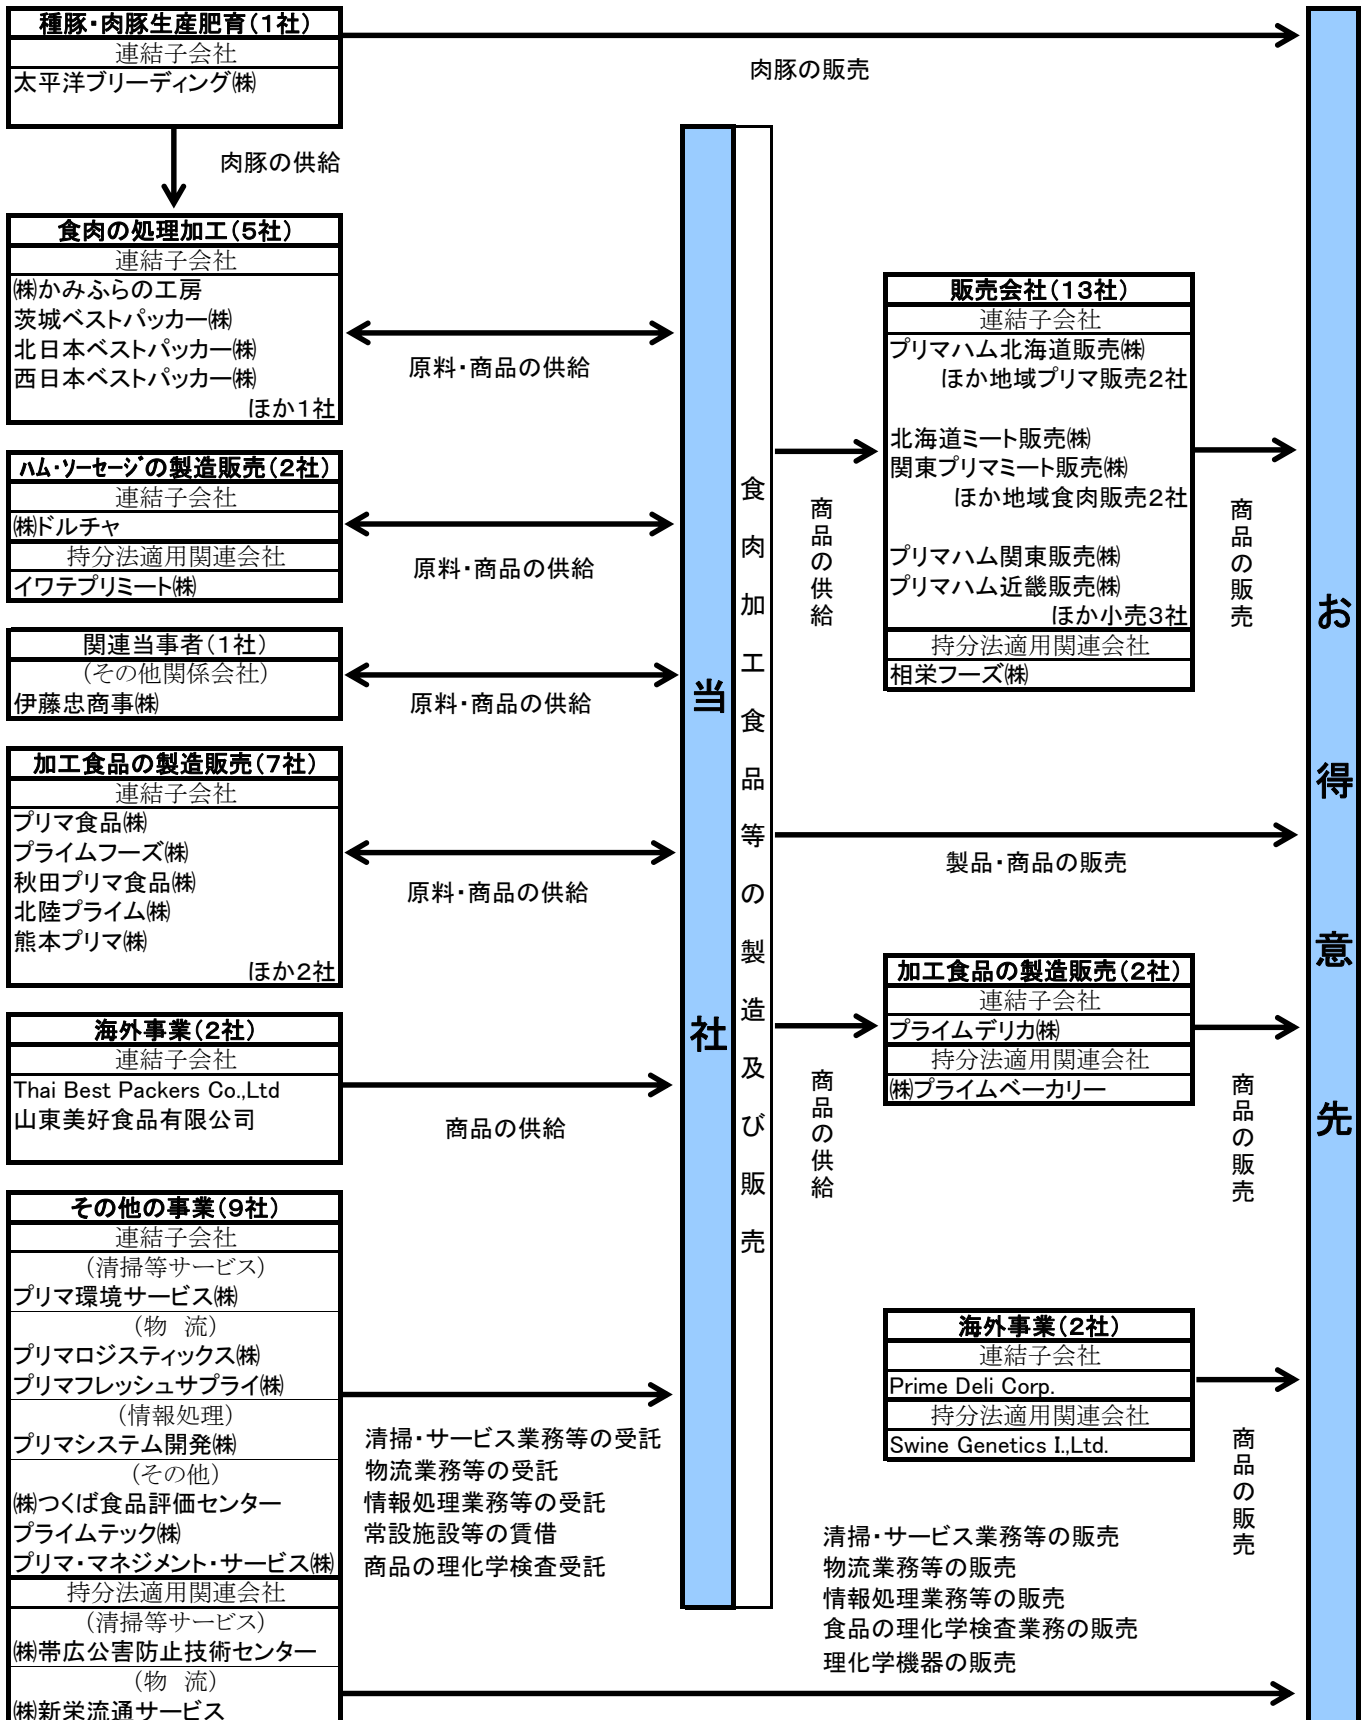 種豚・肉豚生産肥育(1社)
連結子会社
太平洋ブリーディング㈱
肉豚の販売
肉豚の供給
食肉の処理加工(5社)
連結子会社
㈱かみふらの工房
茨城ベストパッカー㈱
北日本ベストパッカー㈱
西日本ベストパッカー㈱
ほか1社
原料・商品の供給
ハム・ソーセージの製造販売(2社)
連結子会社
㈱ドルチャ
持分法適用関連会社
イワテプリミート㈱
原料・商品の供給
関連当事者(1社)
(その他関係会社)
伊藤忠商事㈱
原料・商品の供給
加工食品の製造販売(7社)
連結子会社
プリマ食品㈱
プライムフーズ㈱
秋田プリマ食品㈱
北陸プライム㈱
熊本プリマ㈱
ほか2社
原料・商品の供給
海外事業(2社)
連結子会社
Thai Best Packers Co.,Ltd
山東美好食品有限公司
商品の供給
その他の事業(9社)
連結子会社
(清掃等サービス)
プリマ環境サービス㈱
(物 流)
プリマロジスティックス㈱
プリマフレッシュサプライ㈱
(情報処理)
プリマシステム開発㈱
(その他)
㈱つくば食品評価センター
プライムテック㈱
プリマ・マネジメント・サービス㈱
持分法適用関連会社
(清掃等サービス)
㈱帯広公害防止技術センター
(物 流)
㈱新栄流通サービス
清掃・サービス業務等の受託
物流業務等の受託
情報処理業務等の受託
常設施設等の賃借
商品の理化学検査受託
当社
食肉加工食品等の製造及び販売
商品の供給
販売会社(13社)
連結子会社
プリマハム北海道販売㈱
ほか地域プリマ販売2社
北海道ミート販売㈱
関東プリマミート販売㈱
ほか地域食肉販売2社
プリマハム関東販売㈱
プリマハム近畿販売㈱
ほか小売3社
持分法適用関連会社
相栄フーズ㈱
商品の販売
製品・商品の販売
商品の供給
加工食品の製造販売(2社)
連結子会社
プライムデリカ㈱
持分法適用関連会社
㈱プライムベーカリー
商品の販売
海外事業(2社)
連結子会社
Prime Deli Corp.
持分法適用関連会社
Swine Genetics I.,Ltd.
商品の販売
清掃・サービス業務等の販売
物流業務等の販売
情報処理業務等の販売
食品の理化学検査業務の販売
理化学機器の販売
お得意先